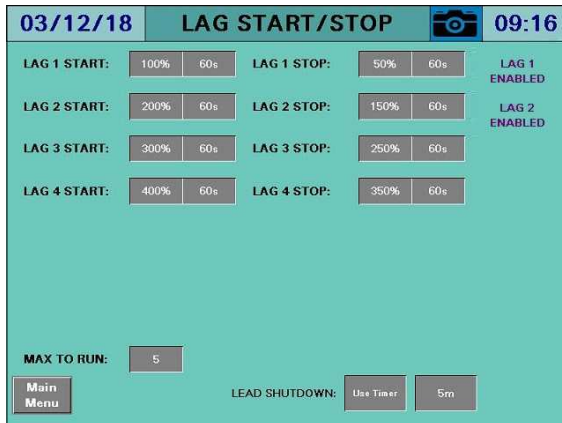 03/12/18 LAG START/STOP 09:16
LAG 1 START: 100% 60s LAG 1 STOP: 50% 60s LAG 1 ENABLED
LAG 2 START: 200% 60s LAG 2 STOP: 150% 60s LAG 2 ENABLED
LAG 3 START: 300% 60s LAG 3 STOP: 250% 60s
LAG 4 START: 400% 60s LAG 4 STOP: 350% 60s
MAX TO RUN: 5
Main Menu
LEAD SHUTDOWN: Use Timer 5m